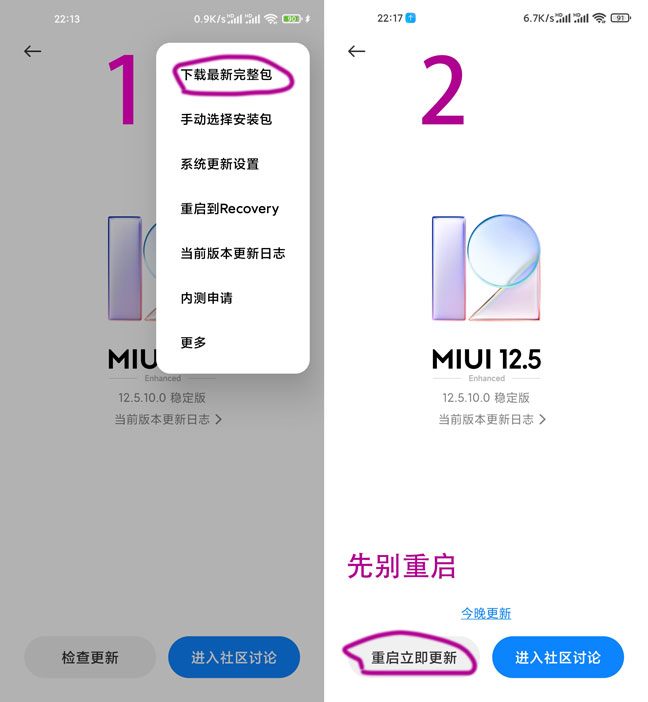 22:13
0.9K/s
HD
HD
90
1
下载最新完整包
手动选择安装包
系统更新设置
重启到Recovery
当前版本更新日志
内测申请
更多
MIU
Enhanced
12.5.10.0 稳定版
当前版本更新日志
检查更新
进入社区讨论
22:17
6.7K/s
HD
HD
91
2
MIUI 12.5
Enhanced
12.5.10.0 稳定版
当前版本更新日志
先别重启
今晚更新
重启立即更新
进入社区讨论